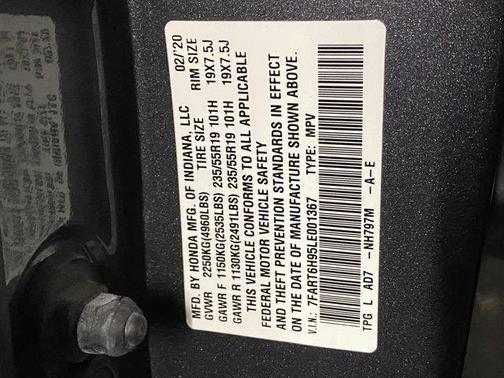 MFD. BY HONDA MFG. OF INDIANA, LLC 02/'20
GVWR 2250KG(4960LBS) TIRE SIZE RIM SIZE
GAWR F 1150KG(2535LBS) 235/55R19 101H 19X7.5J
GAWR R 1130KG(2491LBS) 235/55R19 101H 19X7.5J
THIS VEHICLE CONFORMS TO ALL APPLICABLE
FEDERAL MOTOR VEHICLE SAFETY
AND THEFT PREVENTION STANDARDS IN EFFECT
ON THE DATE OF MANUFACTURE SHOWN ABOVE.
V.I.N.: 7FART6H95LE001367 TYPE: MPV
TPG L AD7 -NH797M -A-E